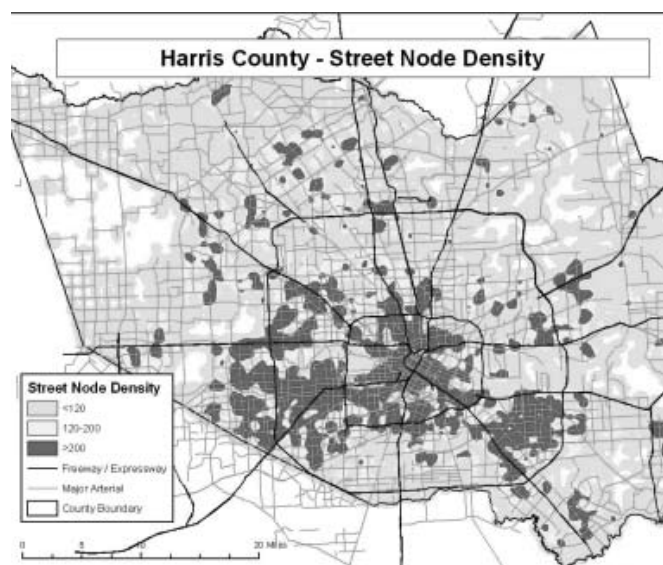 Harris County - Street Node Density
Street Node Density
<120
120-200
>200
Freeway / Expressway
Major Arterial
County Boundary
0 5 10 20 Miles